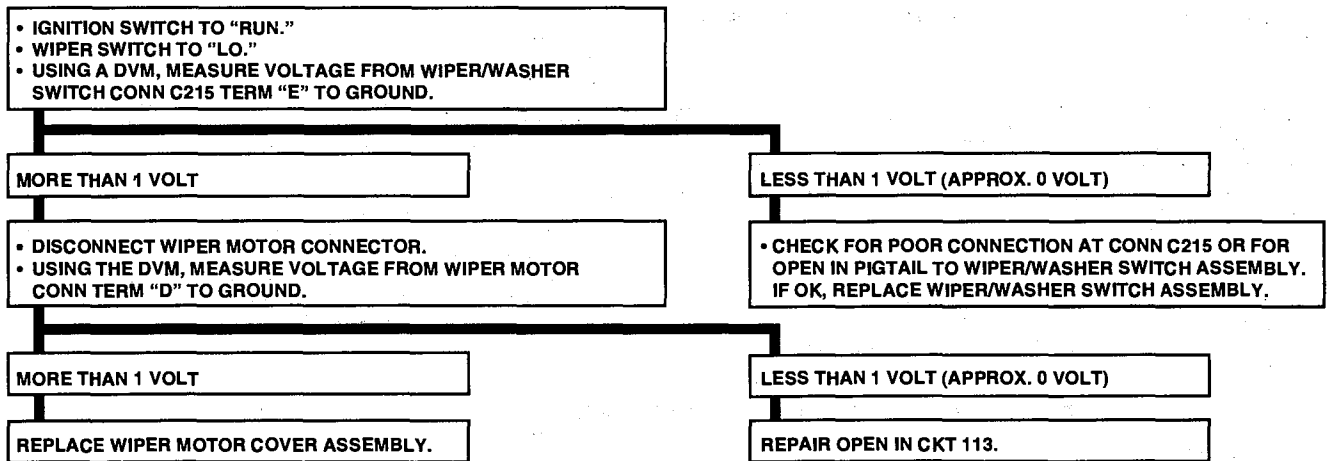 • IGNITION SWITCH TO "RUN."
• WIPER SWITCH TO "LO."
• USING A DVM, MEASURE VOLTAGE FROM WIPER/WASHER
SWITCH CONN C215 TERM "E" TO GROUND.
MORE THAN 1 VOLT
LESS THAN 1 VOLT (APPROX. 0 VOLT)
• DISCONNECT WIPER MOTOR CONNECTOR.
• USING THE DVM, MEASURE VOLTAGE FROM WIPER MOTOR
CONN TERM "D" TO GROUND.
• CHECK FOR POOR CONNECTION AT CONN C215 OR FOR
OPEN IN PIGTAIL TO WIPER/WASHER SWITCH ASSEMBLY.
IF OK, REPLACE WIPER/WASHER SWITCH ASSEMBLY.
MORE THAN 1 VOLT
LESS THAN 1 VOLT (APPROX. 0 VOLT)
REPLACE WIPER MOTOR COVER ASSEMBLY.
REPAIR OPEN IN CKT 113.